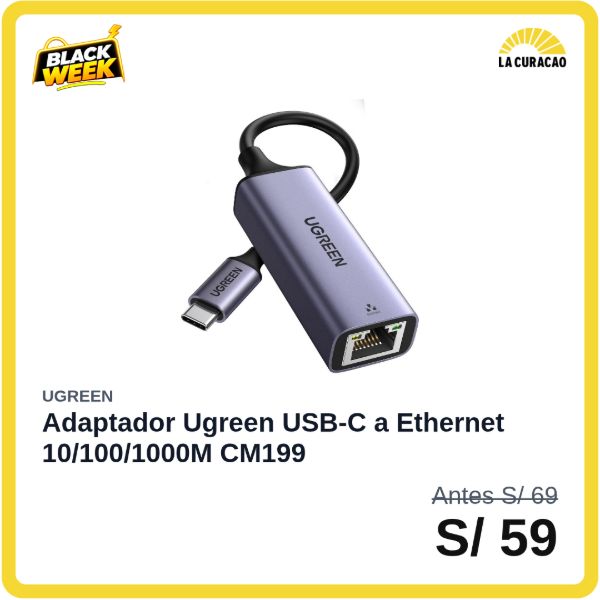 BLACK
WEEK
LA CURACAO
UGREEN
UGREEN
UGREEN
Adaptador Ugreen USB-C a Ethernet
10/100/1000M CM199
Antes S/ 69
S/ 59